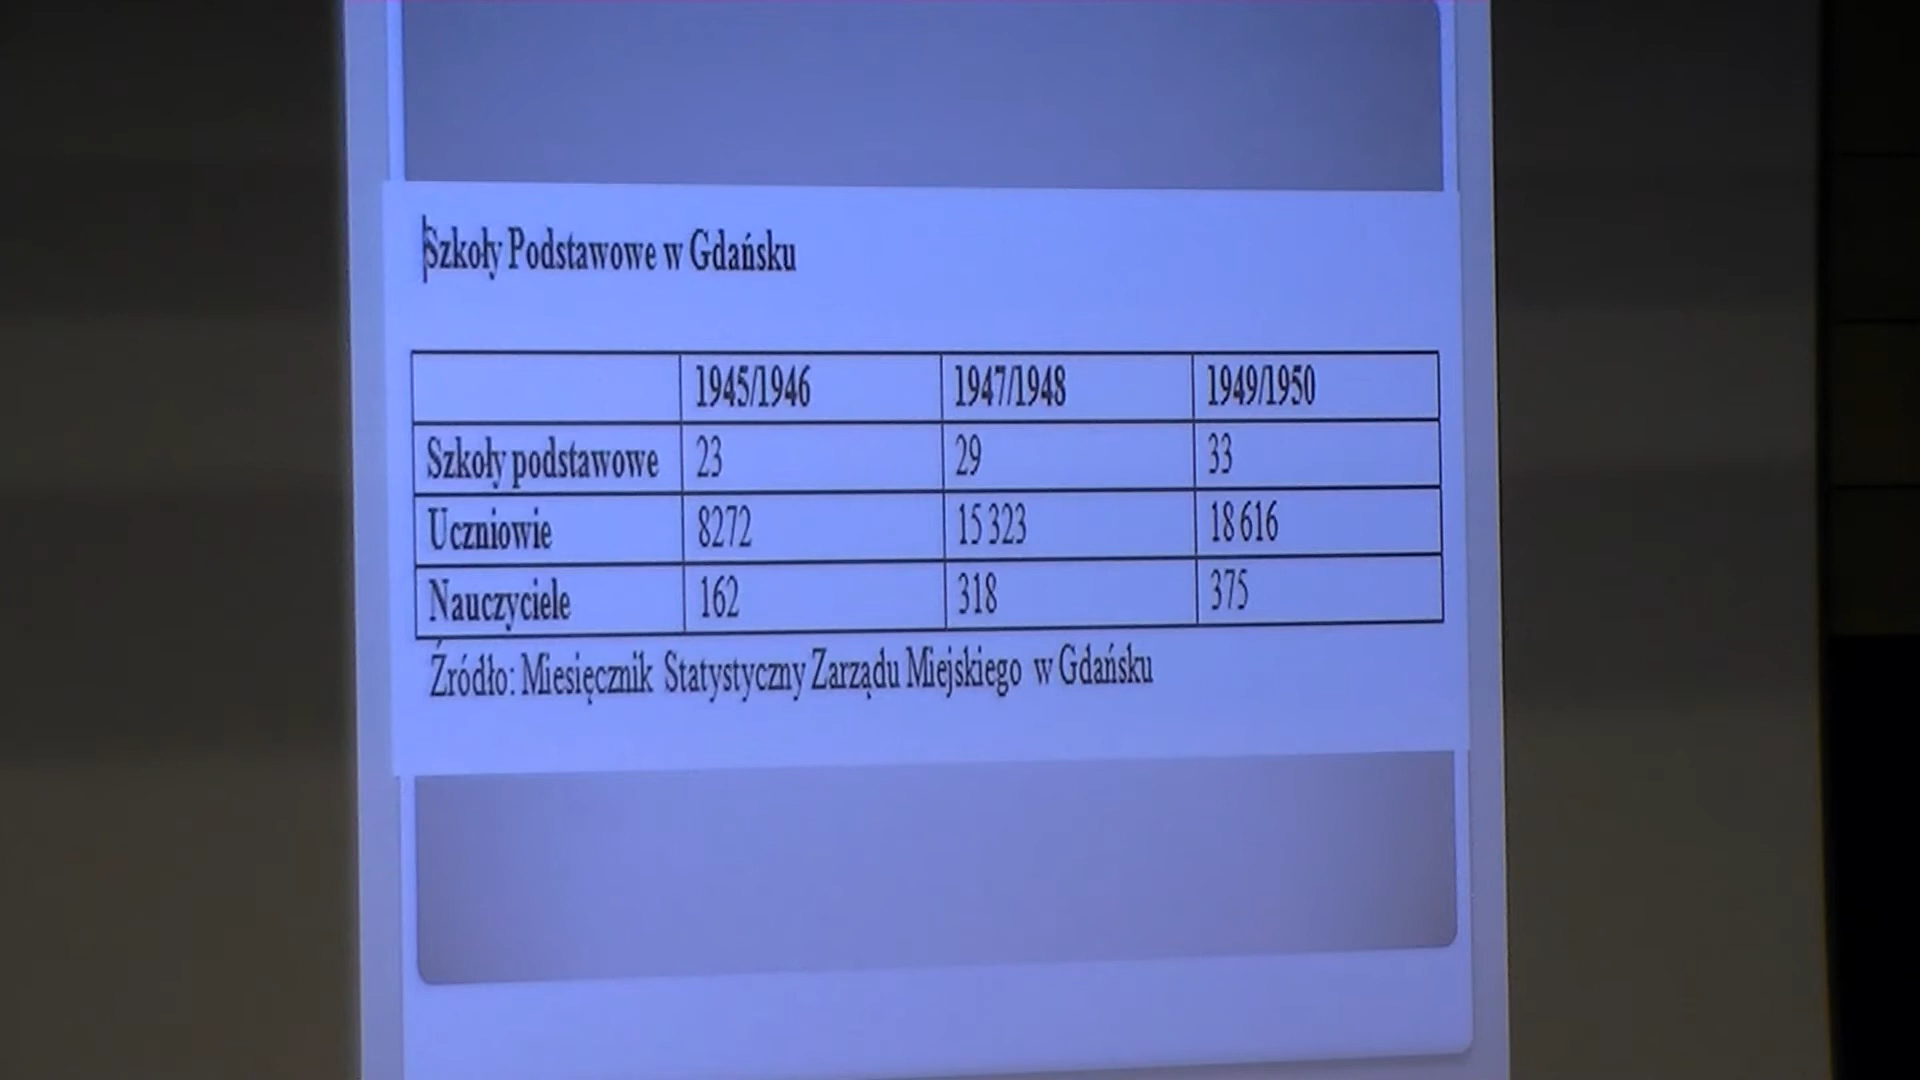 Szkoły Podstawowe w Gdańsku
1945/1946 1947/1948 1949/1950
Szkoły podstawowe 23 29 33
Uczniowie 8272 15 323 18 616
Nauczyciele 162 318 375
Źródło: Miesięcznik Statystyczny Zarządu Miejskiego w Gdańsku